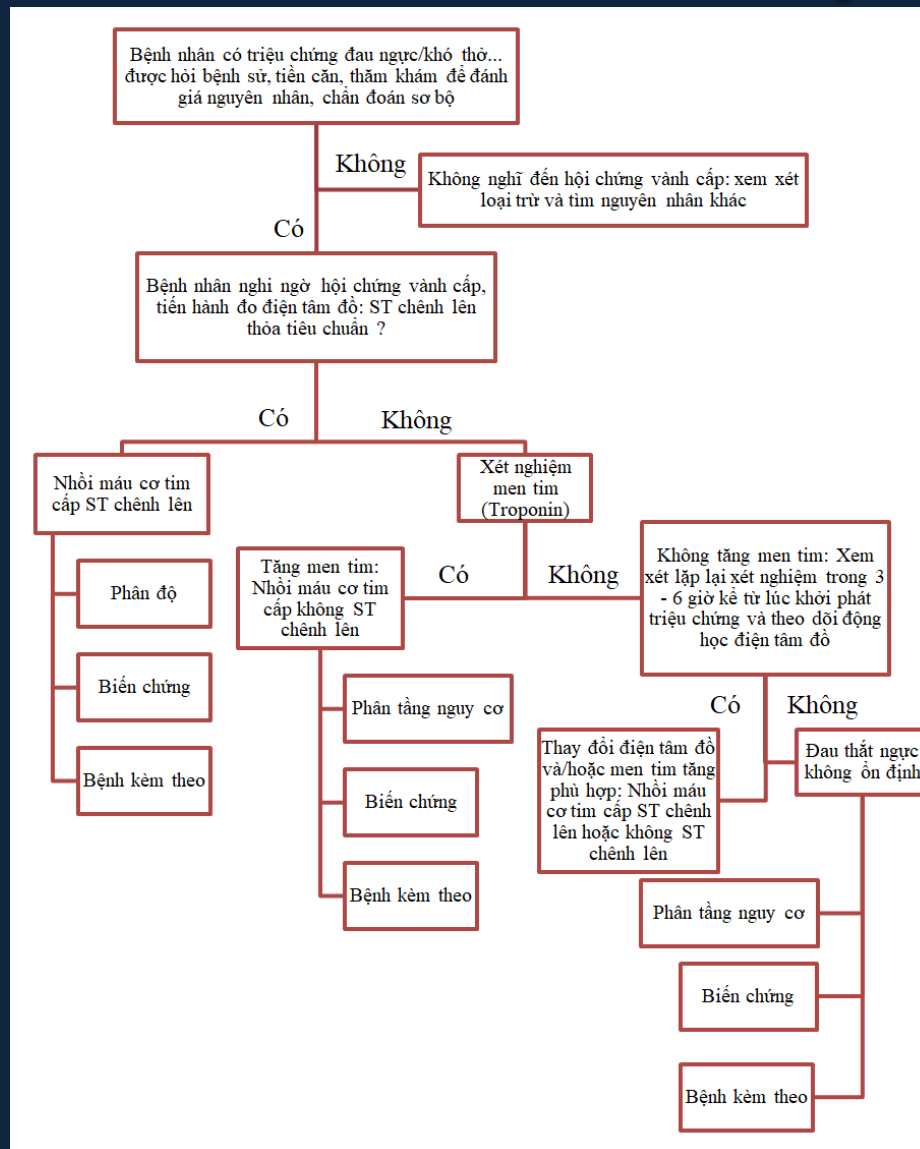 Bệnh nhân có triệu chứng đau ngực/khó thở...
được hỏi bệnh sử, tiền căn, thăm khám để đánh
giá nguyên nhân, chẩn đoán sơ bộ
Không
Không nghĩ đến hội chứng vành cấp: xem xét
loại trừ và tìm nguyên nhân khác
Có
Bệnh nhân nghi ngờ hội chứng vành cấp,
tiến hành đo điện tâm đồ: ST chênh lên
thỏa tiêu chuẩn ?
Có
Không
Nhồi máu cơ tim
cấp ST chênh lên
Phân độ
Biến chứng
Bệnh kèm theo
Xét nghiệm
men tim
(Troponin)
Có
Không
Tăng men tim:
Nhồi máu cơ tim
cấp không ST
chênh lên
Phân tầng nguy cơ
Biến chứng
Bệnh kèm theo
Không tăng men tim: Xem
xét lặp lại xét nghiệm trong 3
- 6 giờ kể từ lúc khởi phát
triệu chứng và theo dõi động
học điện tâm đồ
Có
Không
Thay đổi điện tâm đồ
và/hoặc men tim tăng
phù hợp: Nhồi máu
cơ tim cấp ST chênh
lên hoặc không ST
chênh lên
Đau thắt ngực
không ổn định
Phân tầng nguy cơ
Biến chứng
Bệnh kèm theo